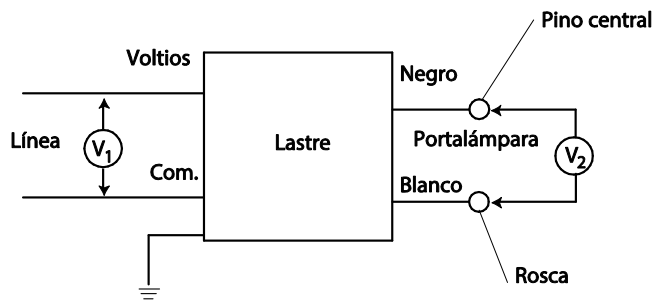 Pino central
Voltios
Negro
Línea
V1
Lastre
Portalámpara
V2
Com.
Blanco
Rosca